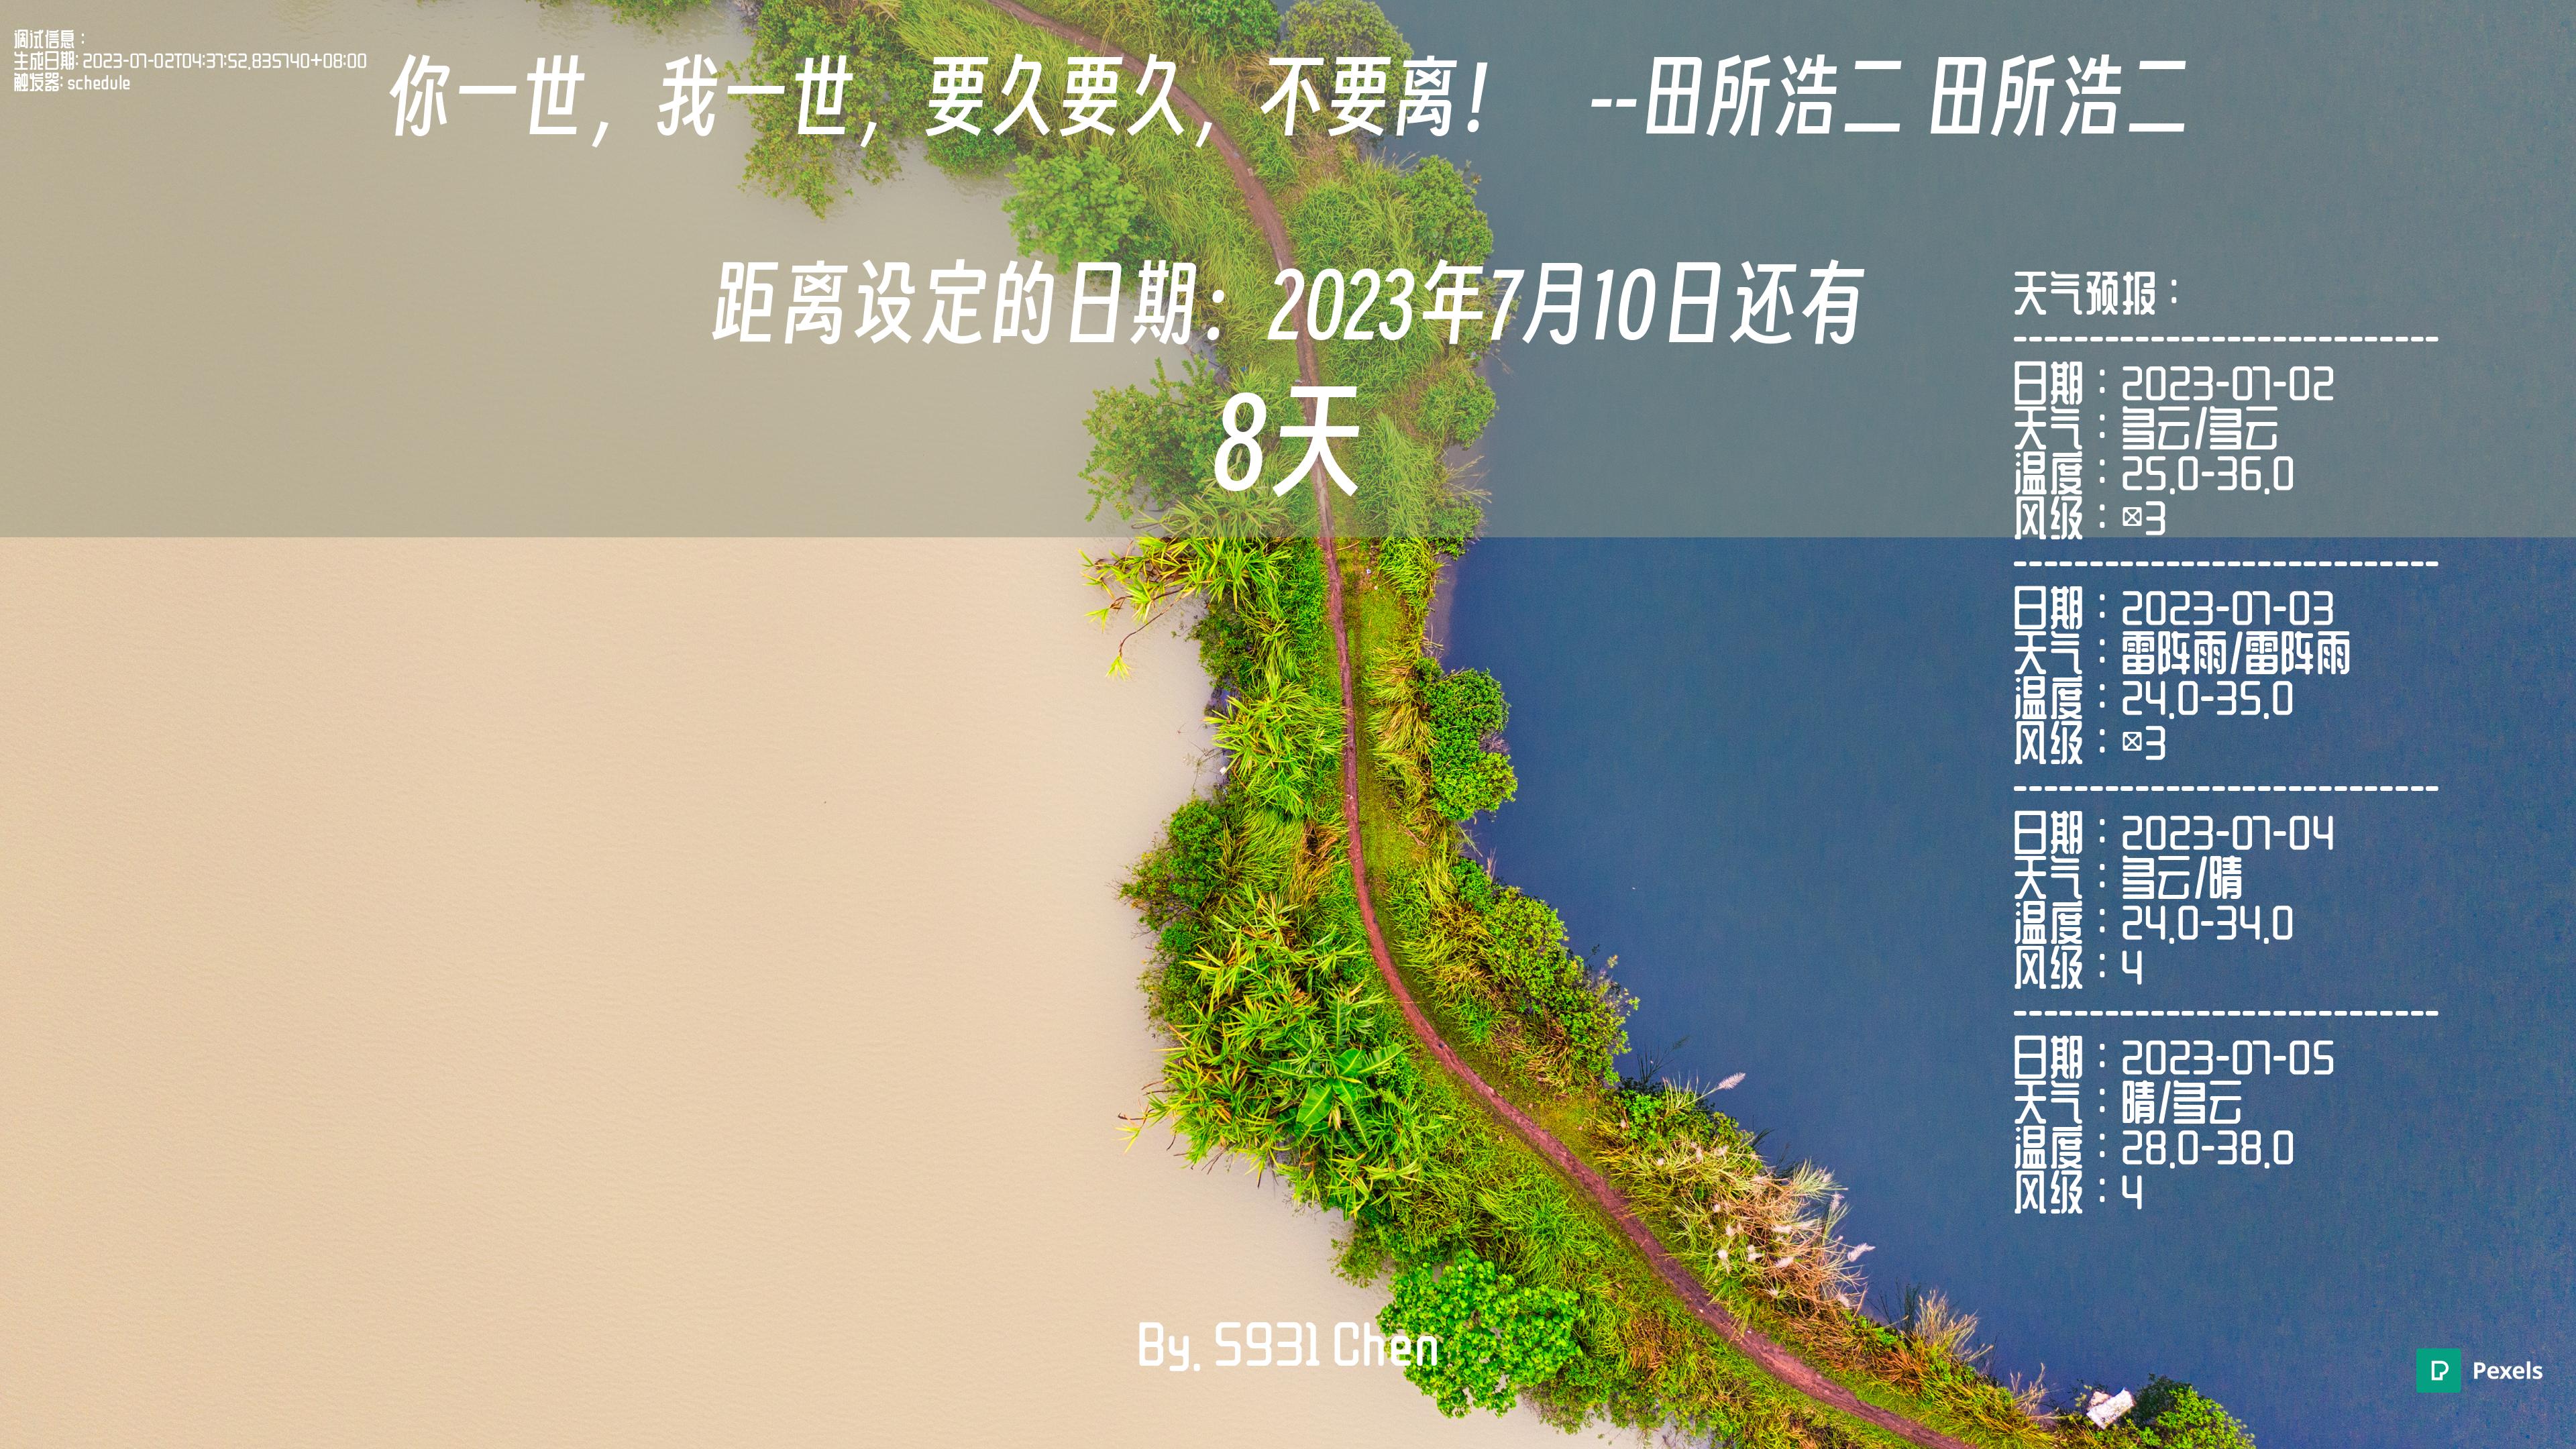 调试信息：
生成日期: 2023-07-02T04:37:52.835740+08:00
触发器: schedule
你一世，我一世，要久要久，不要离！ --田所浩二 田所浩二
距离设定的日期：2023年7月10日还有
8天
天气预报：
----------------------------
日期：2023-07-02
天气：多云/多云
温度：25.0-36.0
风级：☒3
----------------------------
日期：2023-07-03
天气：雷阵雨/雷阵雨
温度：24.0-35.0
风级：☒3
----------------------------
日期：2023-07-04
天气：多云/晴
温度：24.0-34.0
风级：4
----------------------------
日期：2023-07-05
天气：晴/多云
温度：28.0-38.0
风级：4
By. S931 Chen
Pexels